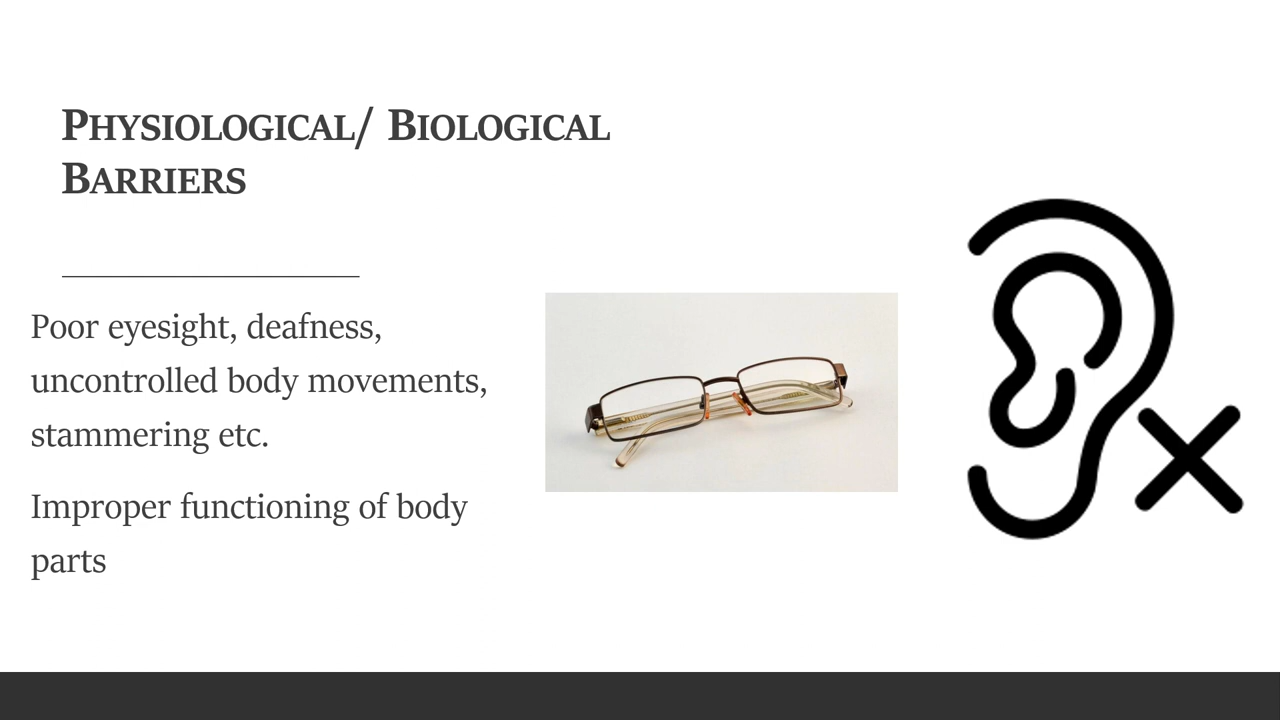 Physiological/ Biological
Barriers
Poor eyesight, deafness,
uncontrolled body movements,
stammering etc.
Improper functioning of body
parts